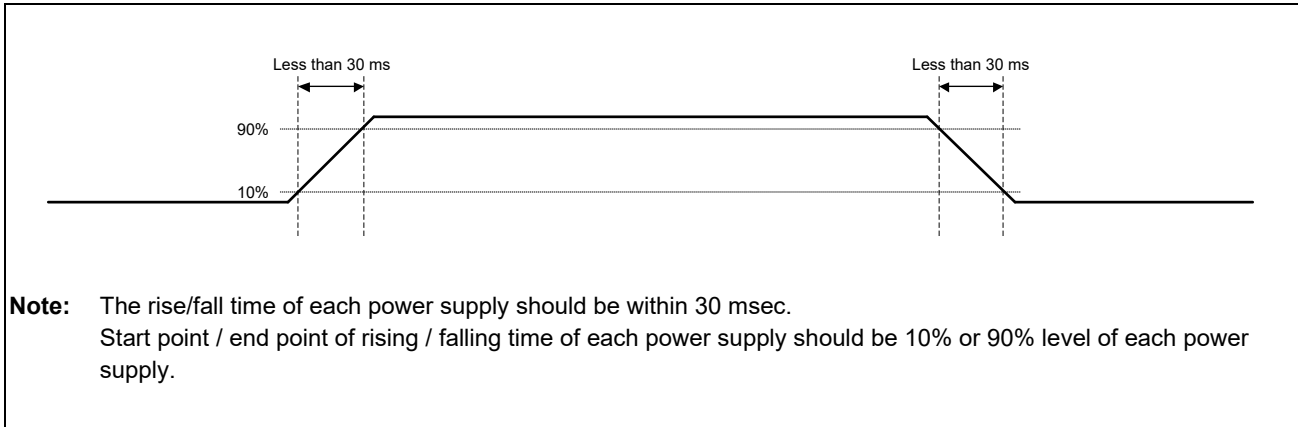 Less than 30 ms
Less than 30 ms
90%
10%
Note: The rise/fall time of each power supply should be within 30 msec.
Start point / end point of rising / falling time of each power supply should be 10% or 90% level of each power
supply.